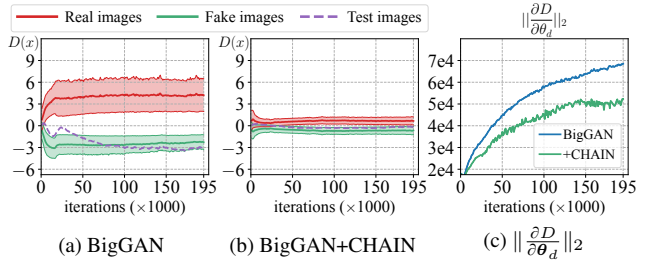 Real images Fake images Test images
D(x)
9
6
3
0
−3
−6
0 50 100 150 195
iterations (×1000)
(a) BigGAN
D(x)
9
6
3
0
−3
−6
0 50 100 150 195
iterations (×1000)
(b) BigGAN+CHAIN
||∂D/∂θ_d||₂
7e4
6e4
5e4
4e4
3e4
2e4
BigGAN
+CHAIN
0 50 100 150 195
iterations (×1000)
(c) ‖∂D/∂θ_d‖₂